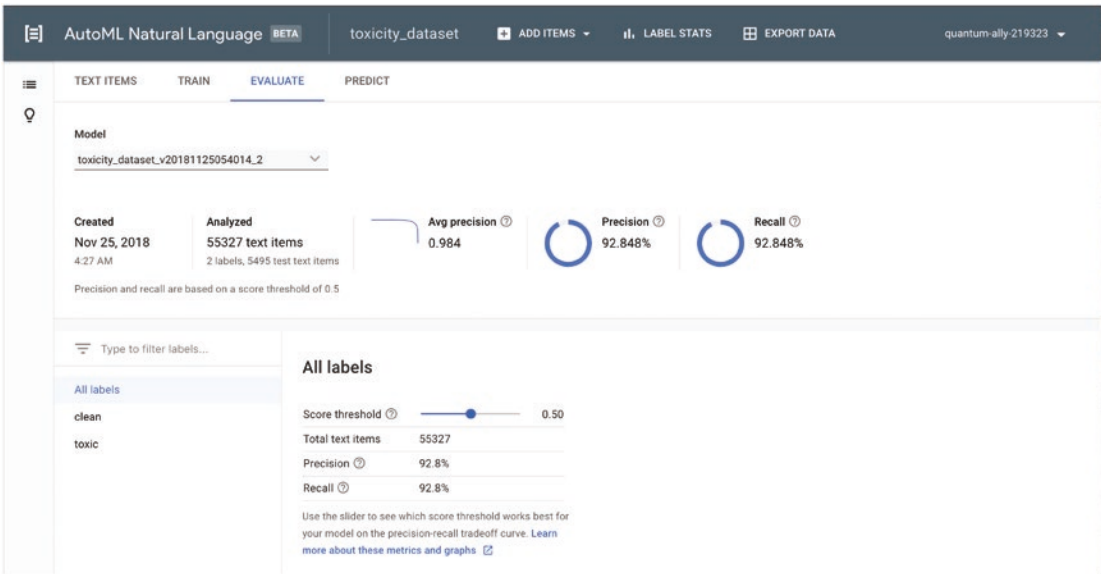 AutoML Natural Language BETA toxicity_dataset ADD ITEMS LABEL STATS EXPORT DATA quantum-ally-219323
TEXT ITEMS TRAIN EVALUATE PREDICT
Model
toxicity_dataset_v20181125054014_2
Created Analyzed Avg precision Precision Recall
Nov 25, 2018 55327 text items 0.984 92.848% 92.848%
4:27 AM 2 labels, 5495 test text items
Precision and recall are based on a score threshold of 0.5
Type to filter labels...
All labels
clean
toxic
All labels
Score threshold 0.50
Total text items 55327
Precision 92.8%
Recall 92.8%
Use the slider to see which score threshold works best for
your model on the precision-recall tradeoff curve. Learn
more about these metrics and graphs